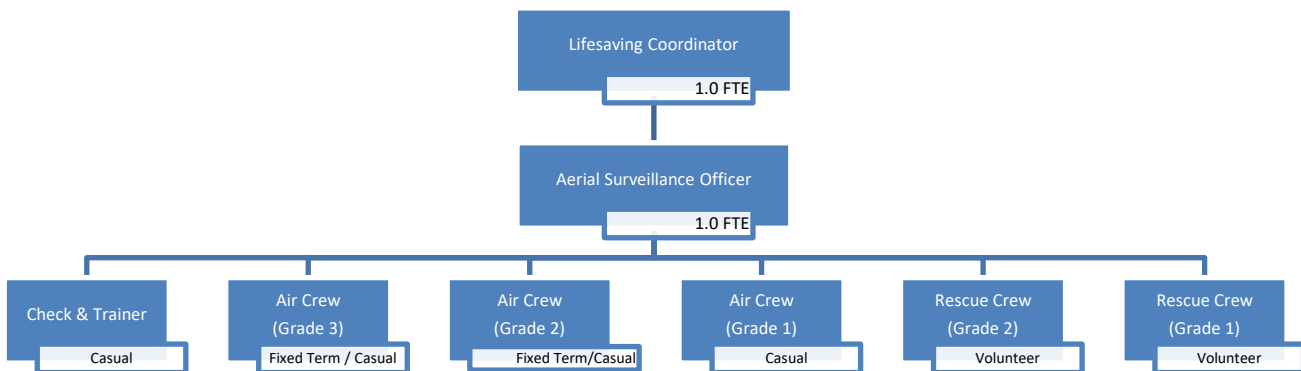 Lifesaving Coordinator
1.0 FTE
Aerial Surveillance Officer
1.0 FTE
Check & Trainer
Casual
Air Crew
(Grade 3)
Fixed Term / Casual
Air Crew
(Grade 2)
Fixed Term/Casual
Air Crew
(Grade 1)
Casual
Rescue Crew
(Grade 2)
Volunteer
Rescue Crew
(Grade 1)
Volunteer